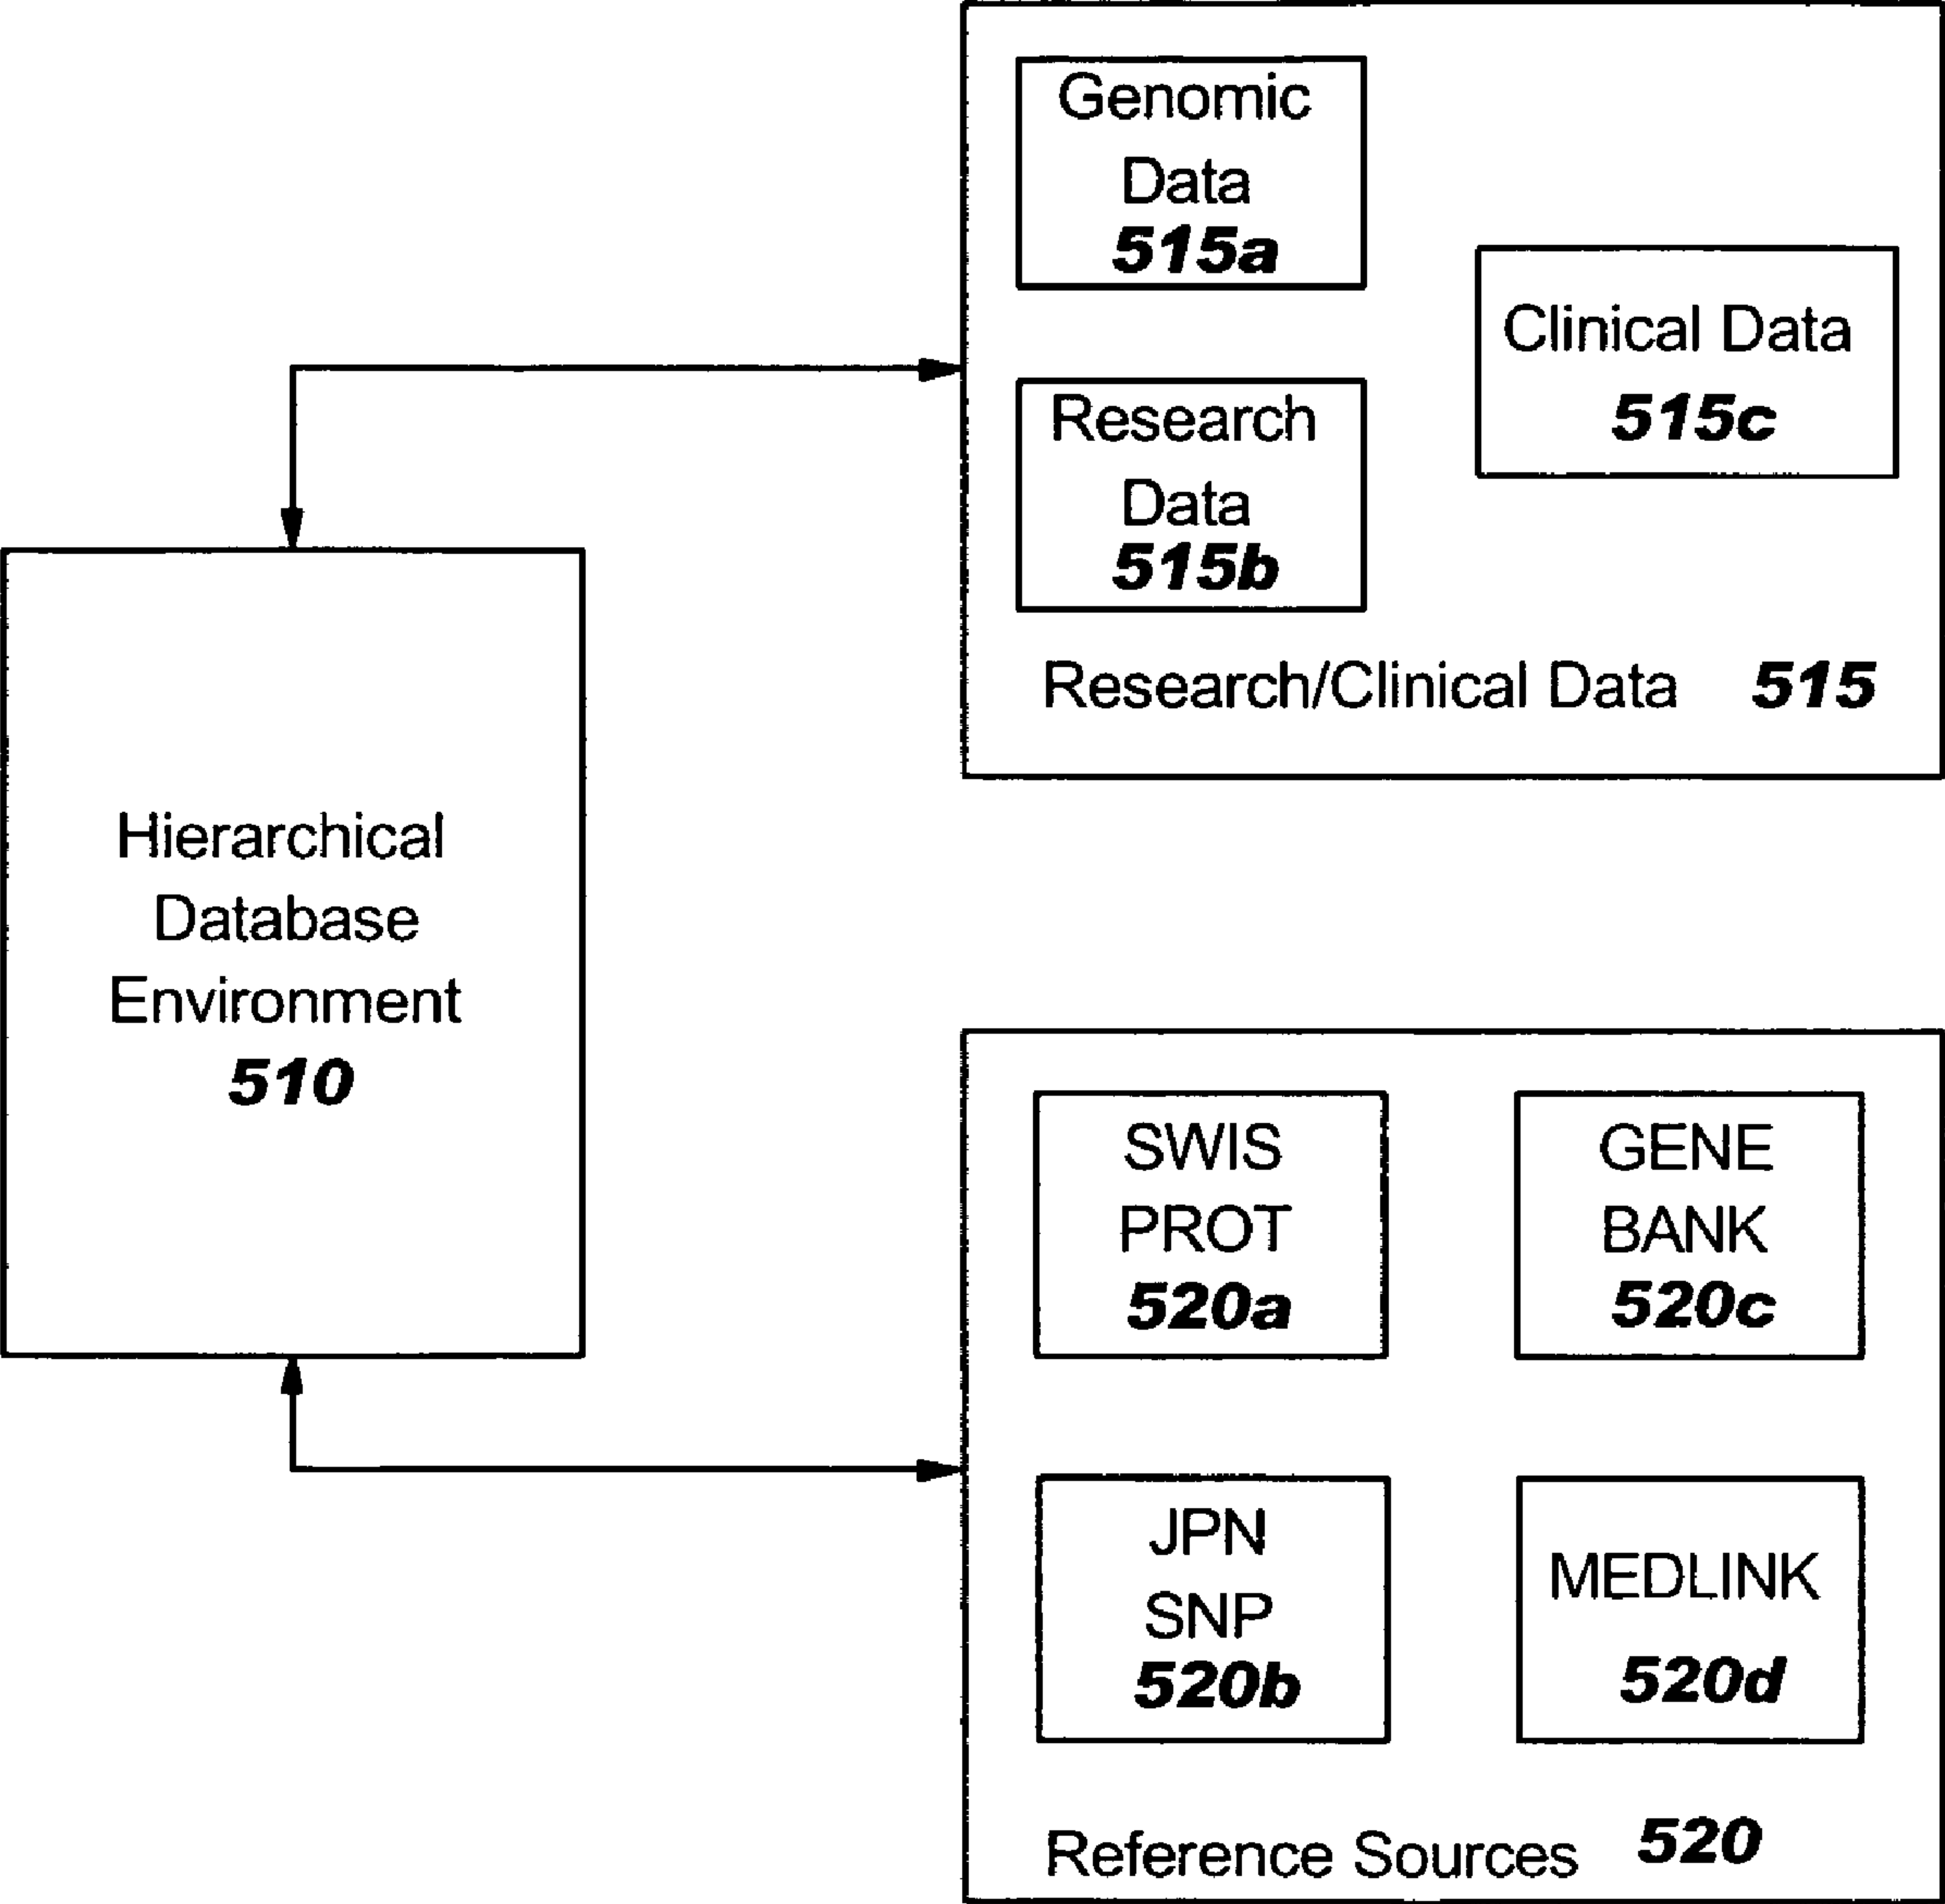 Genomic
Data
515a
Clinical Data
515c
Research
Data
515b
Research/Clinical Data 515
Hierarchical
Database
Environment
510
SWIS
PROT
520a
GENE
BANK
520c
JPN
SNP
520b
MEDLINK
520d
Reference Sources 520